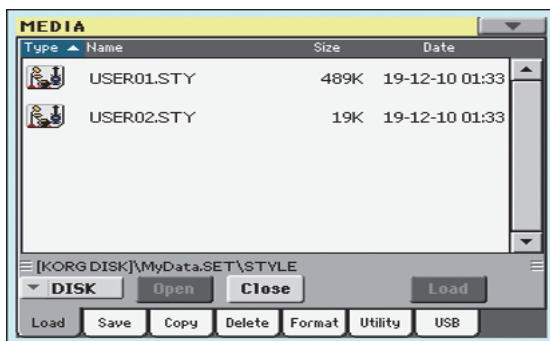 MEDIA
Type Name Size Date
USER01.STY 489K 19-12-10 01:33
USER02.STY 19K 19-12-10 01:33
[KORG DISK]\MyData.SET\STYLE
DISK Open Close Load
Load Save Copy Delete Format Utility USB